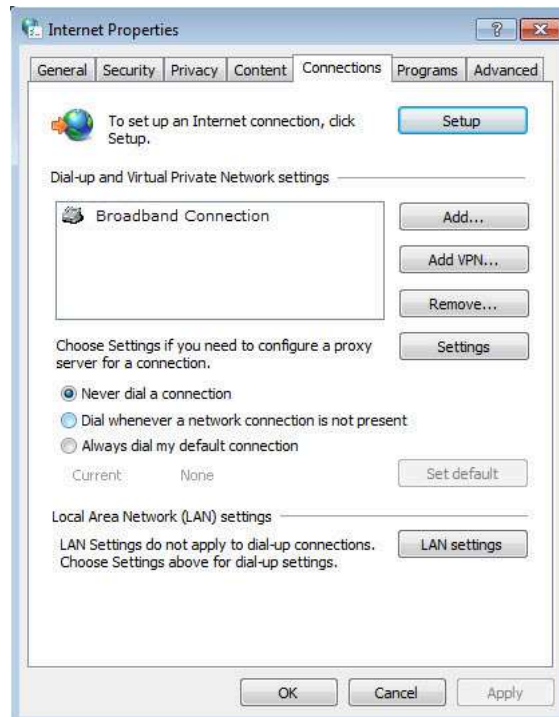 Internet Properties
General Security Privacy Content Connections Programs Advanced
To set up an Internet connection, click
Setup.
Setup
Dial-up and Virtual Private Network settings
Broadband Connection
Add...
Add VPN...
Remove...
Choose Settings if you need to configure a proxy
server for a connection.
Settings
Never dial a connection
Dial whenever a network connection is not present
Always dial my default connection
Current None
Set default
Local Area Network (LAN) settings
LAN Settings do not apply to dial-up connections.
Choose Settings above for dial-up settings.
LAN settings
OK Cancel Apply